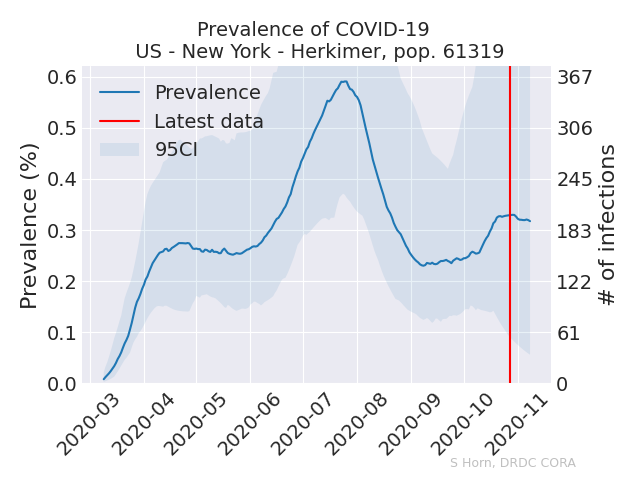 Prevalence of COVID-19
US - New York - Herkimer, pop. 61319
Prevalence
Latest data
95CI
Prevalence (%)
0.6
0.5
0.4
0.3
0.2
0.1
0.0
367
306
245
183
122
61
0
# of infections
2020-03
2020-04
2020-05
2020-06
2020-07
2020-08
2020-09
2020-10
2020-11
S Horn, DRDC CORA